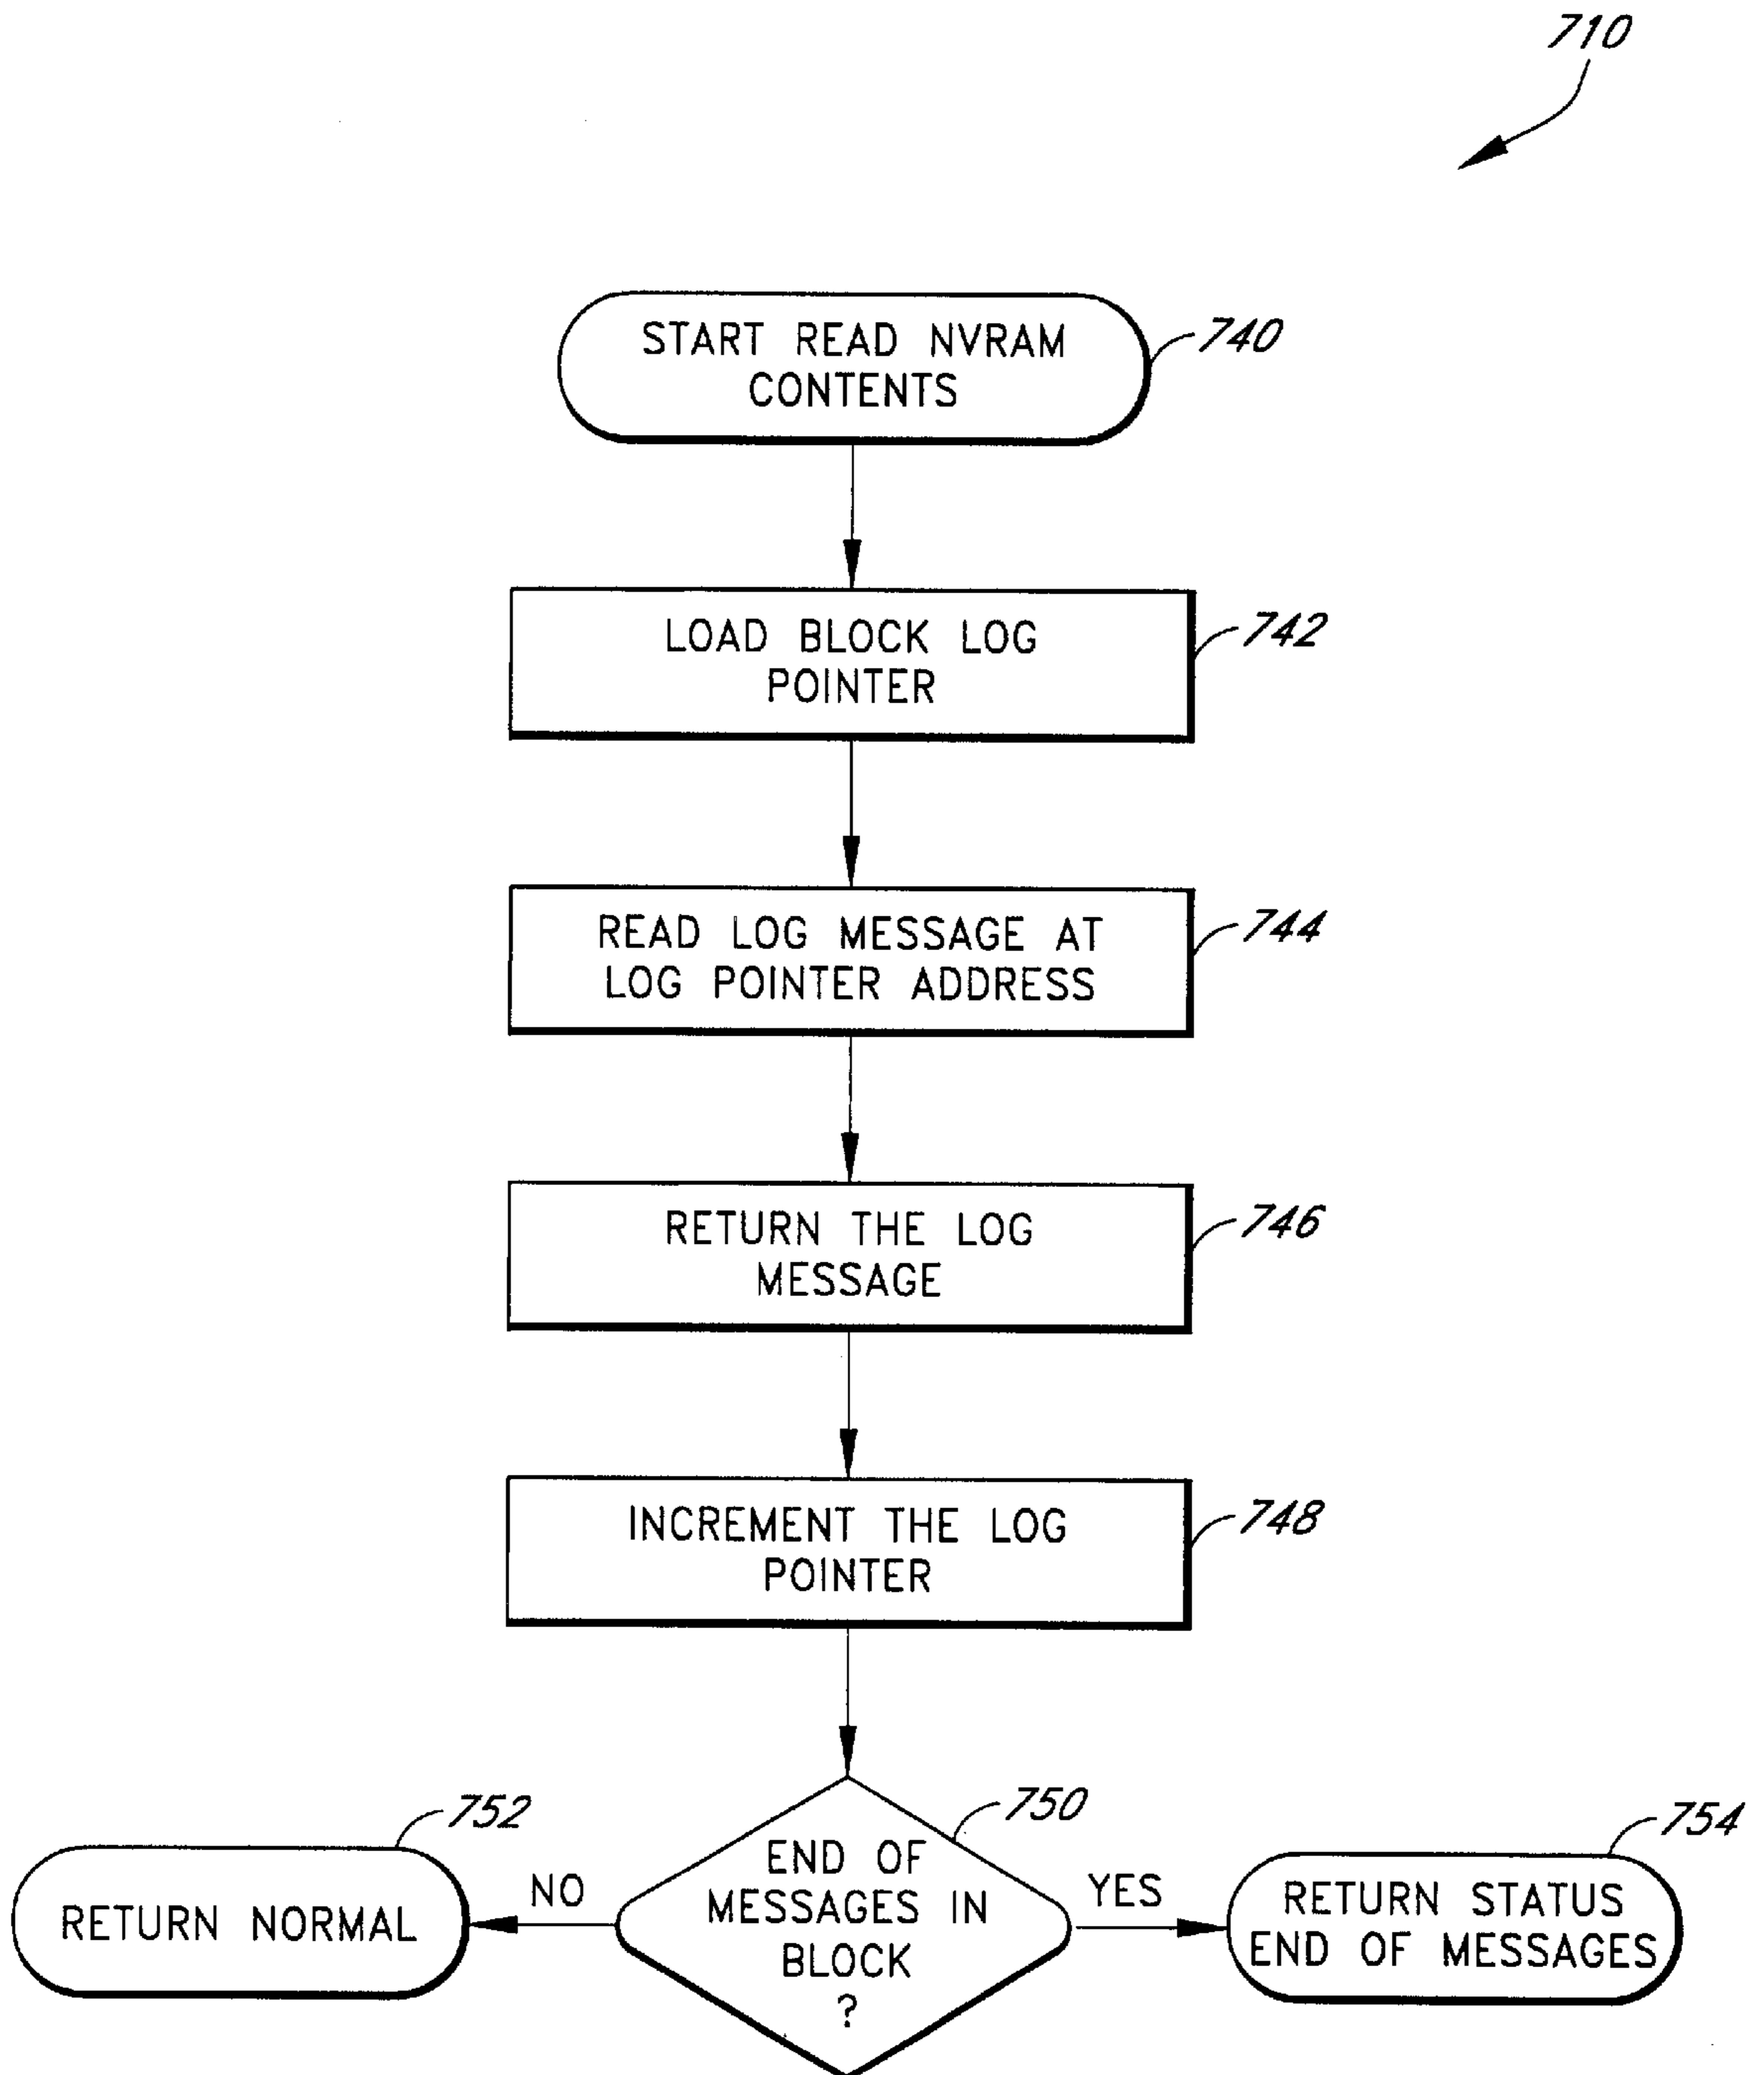 710
START READ NVRAM
CONTENTS
740
LOAD BLOCK LOG
POINTER
742
READ LOG MESSAGE AT
LOG POINTER ADDRESS
744
RETURN THE LOG
MESSAGE
746
INCREMENT THE LOG
POINTER
748
752
RETURN NORMAL
NO
750
END OF
MESSAGES IN
BLOCK
?
YES
754
RETURN STATUS
END OF MESSAGES